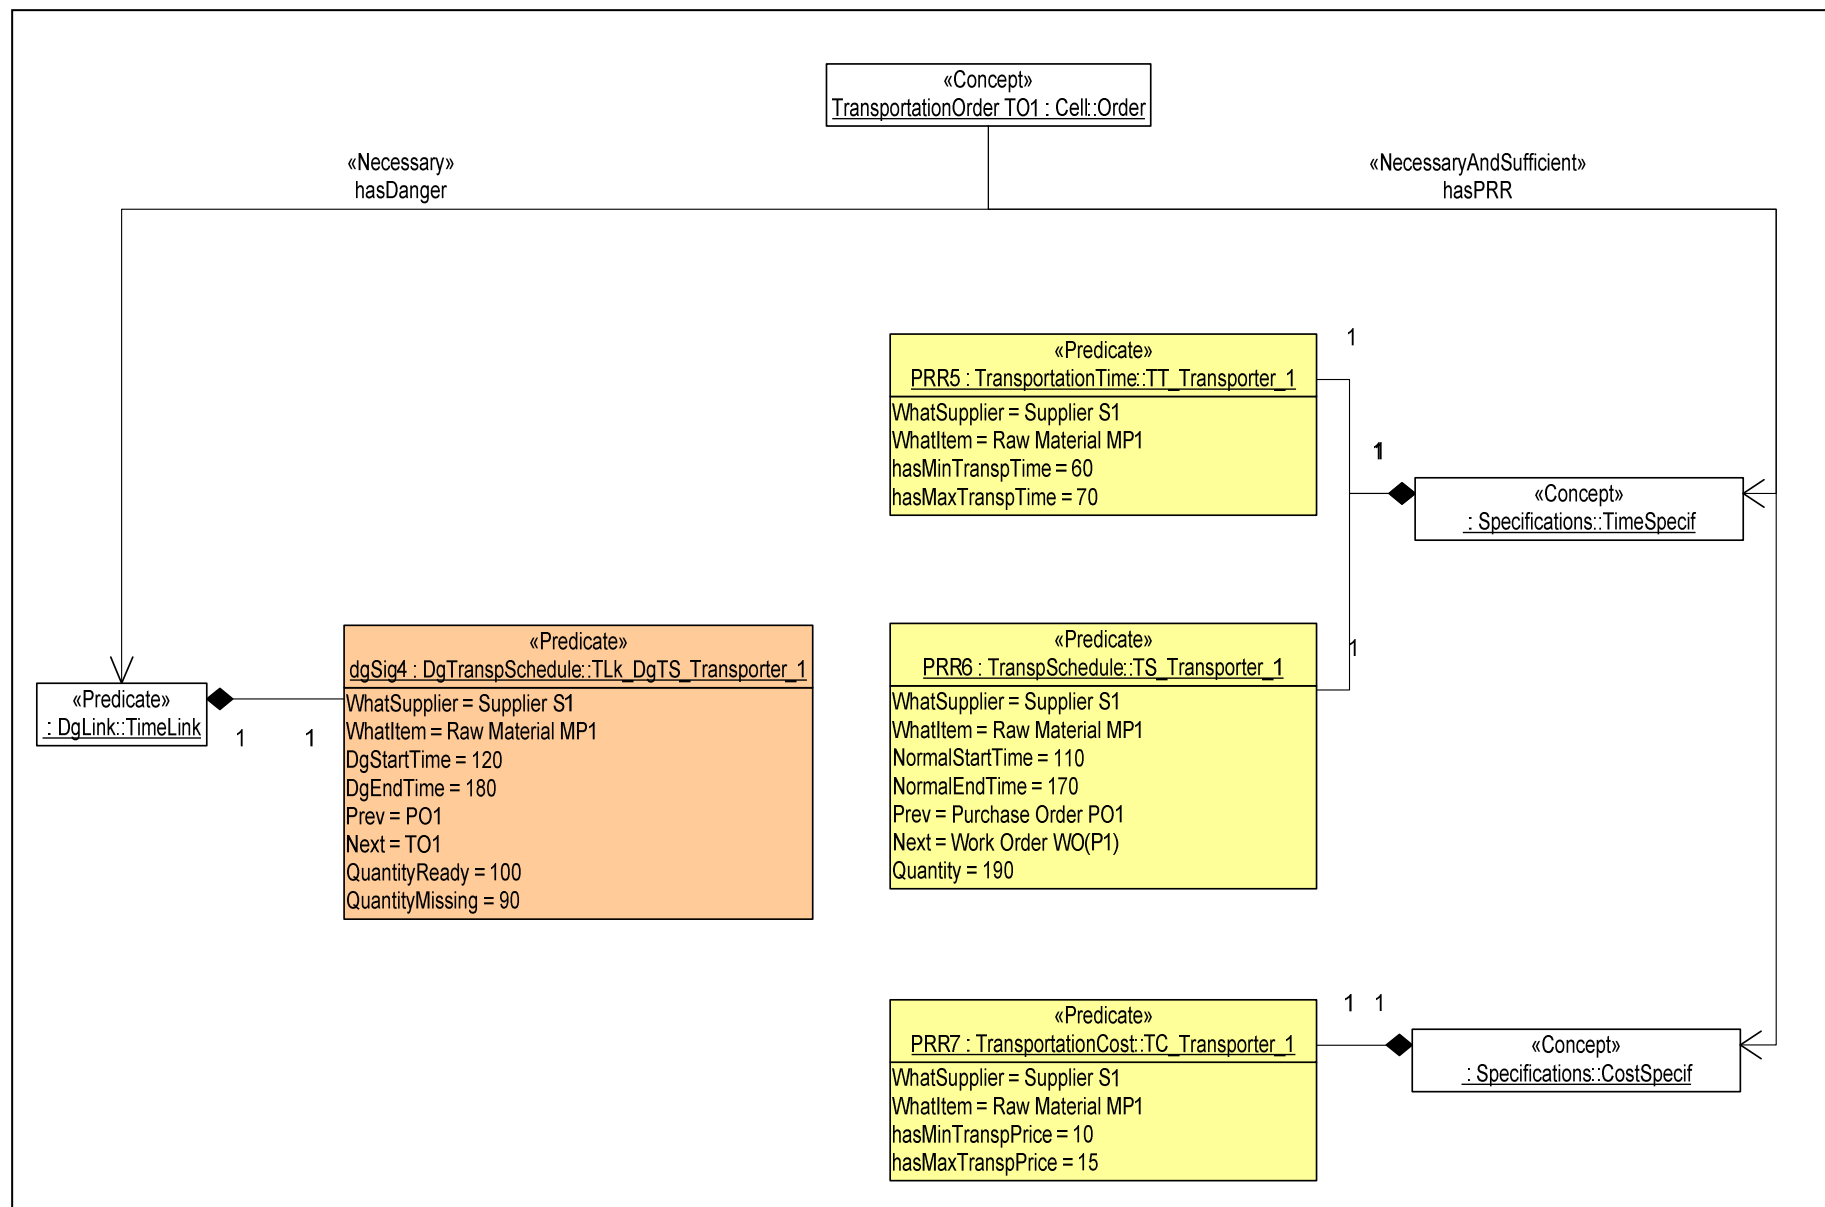 «Concept»
TransportationOrder TO1 : Cell::Order
«Necessary»
hasDanger
«NecessaryAndSufficient»
hasPRR
«Predicate»
PRR5 : TransportationTime::TT_Transporter_1
WhatSupplier = Supplier S1
WhatItem = Raw Material MP1
hasMinTranspTime = 60
hasMaxTranspTime = 70
1
1
«Concept»
: Specifications::TimeSpecif
«Predicate»
: DgLink::TimeLink
1 1
«Predicate»
dgSig4 : DgTranspSchedule::TLk_DgTS_Transporter_1
WhatSupplier = Supplier S1
WhatItem = Raw Material MP1
DgStartTime = 120
DgEndTime = 180
Prev = PO1
Next = TO1
QuantityReady = 100
QuantityMissing = 90
«Predicate»
PRR6 : TranspSchedule::TS_Transporter_1
WhatSupplier = Supplier S1
WhatItem = Raw Material MP1
NormalStartTime = 110
NormalEndTime = 170
Prev = Purchase Order PO1
Next = Work Order WO(P1)
Quantity = 190
1
«Predicate»
PRR7 : TransportationCost::TC_Transporter_1
WhatSupplier = Supplier S1
WhatItem = Raw Material MP1
hasMinTranspPrice = 10
hasMaxTranspPrice = 15
1 1
«Concept»
: Specifications::CostSpecif